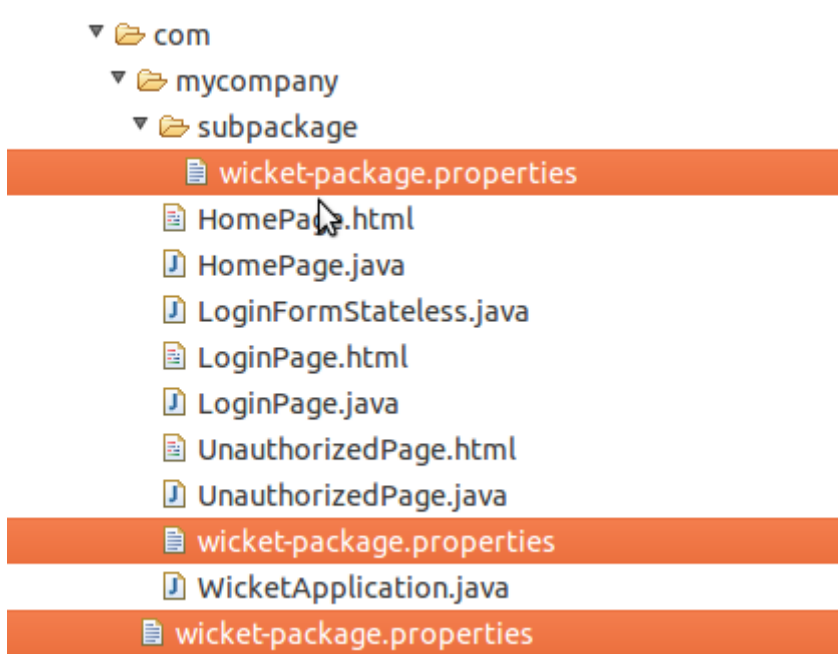 com
mycompany
subpackage
wicket-package.properties
HomePage.html
HomePage.java
LoginFormStateless.java
LoginPage.html
LoginPage.java
UnauthorizedPage.html
UnauthorizedPage.java
wicket-package.properties
WicketApplication.java
wicket-package.properties